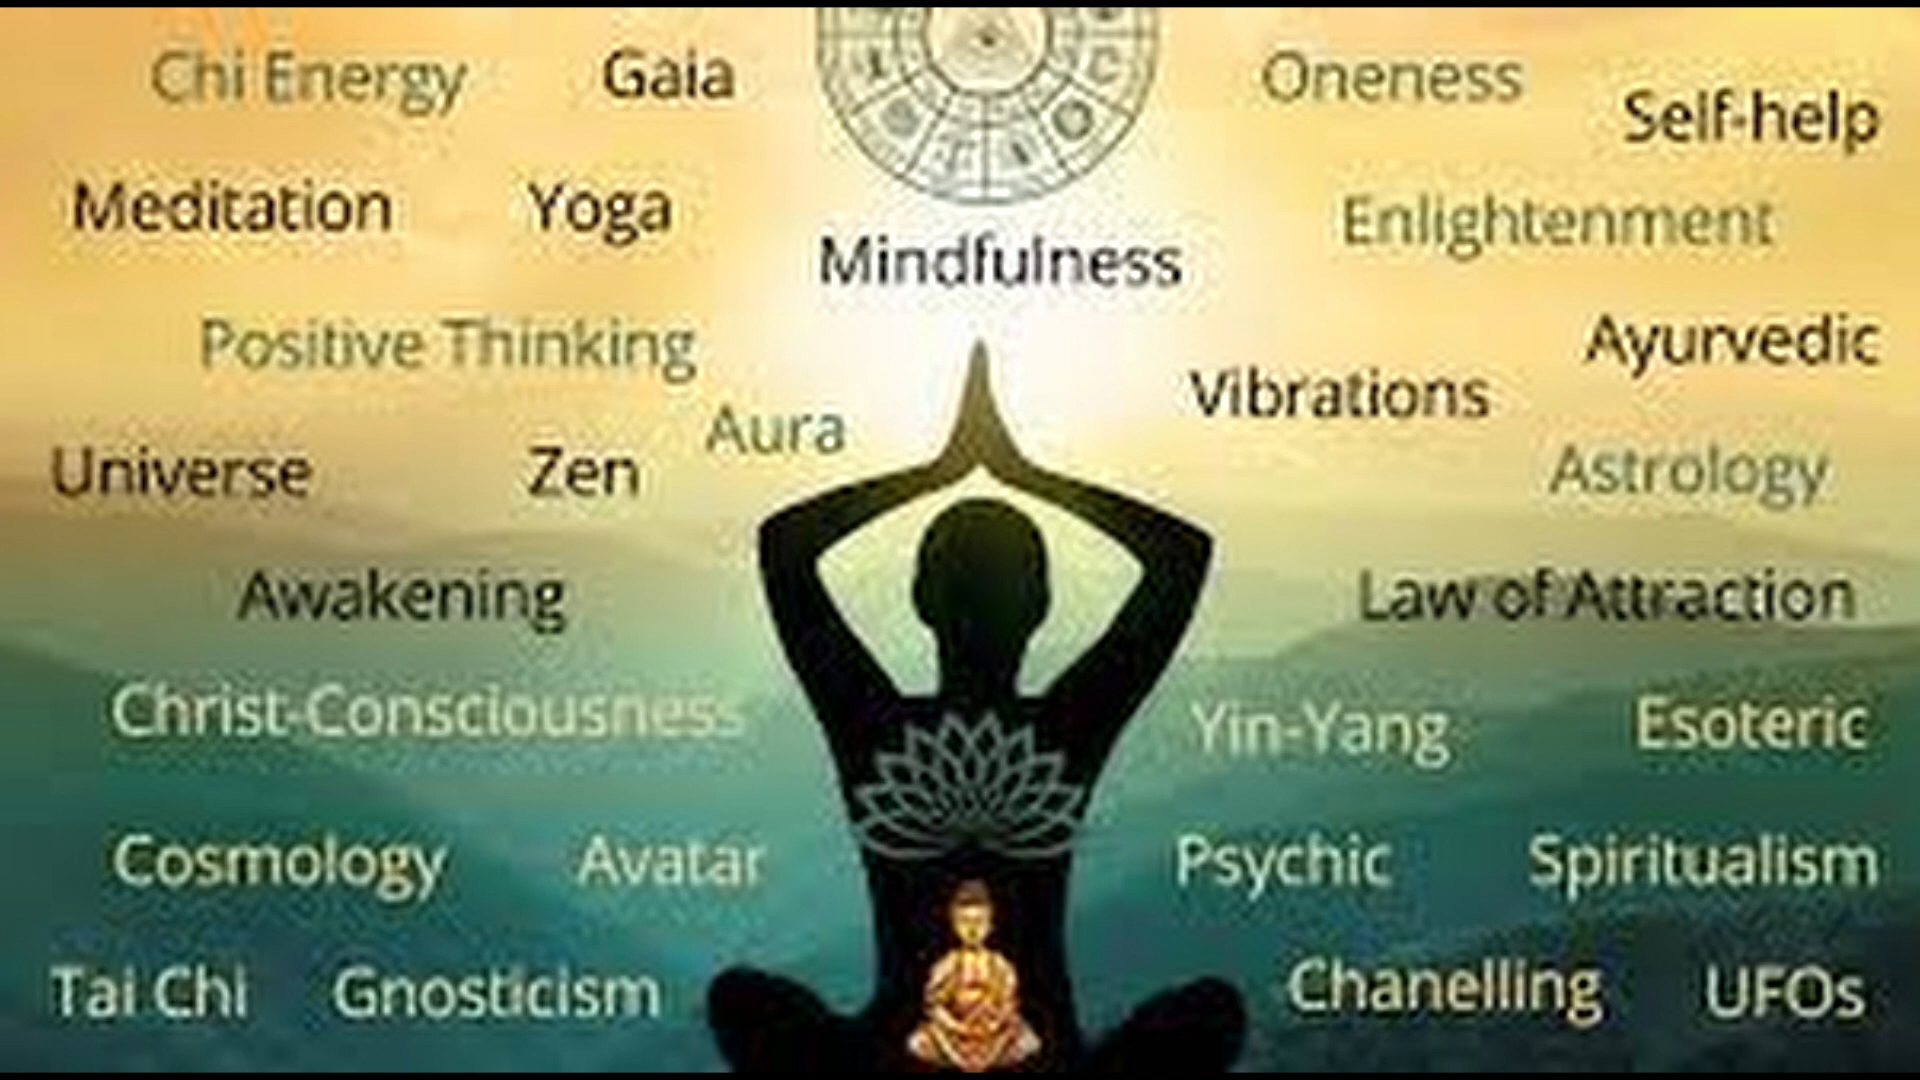 Chi Energy
Gaia
Oneness
Self-help
Meditation
Yoga
Mindfulness
Enlightenment
Positive Thinking
Aura
Vibrations
Ayurvedic
Universe
Zen
Astrology
Awakening
Law of Attraction
Christ-Consciousness
Yin-Yang
Esoteric
Cosmology
Avatar
Psychic
Spiritualism
Tai Chi
Gnosticism
Chanelling
UFOs